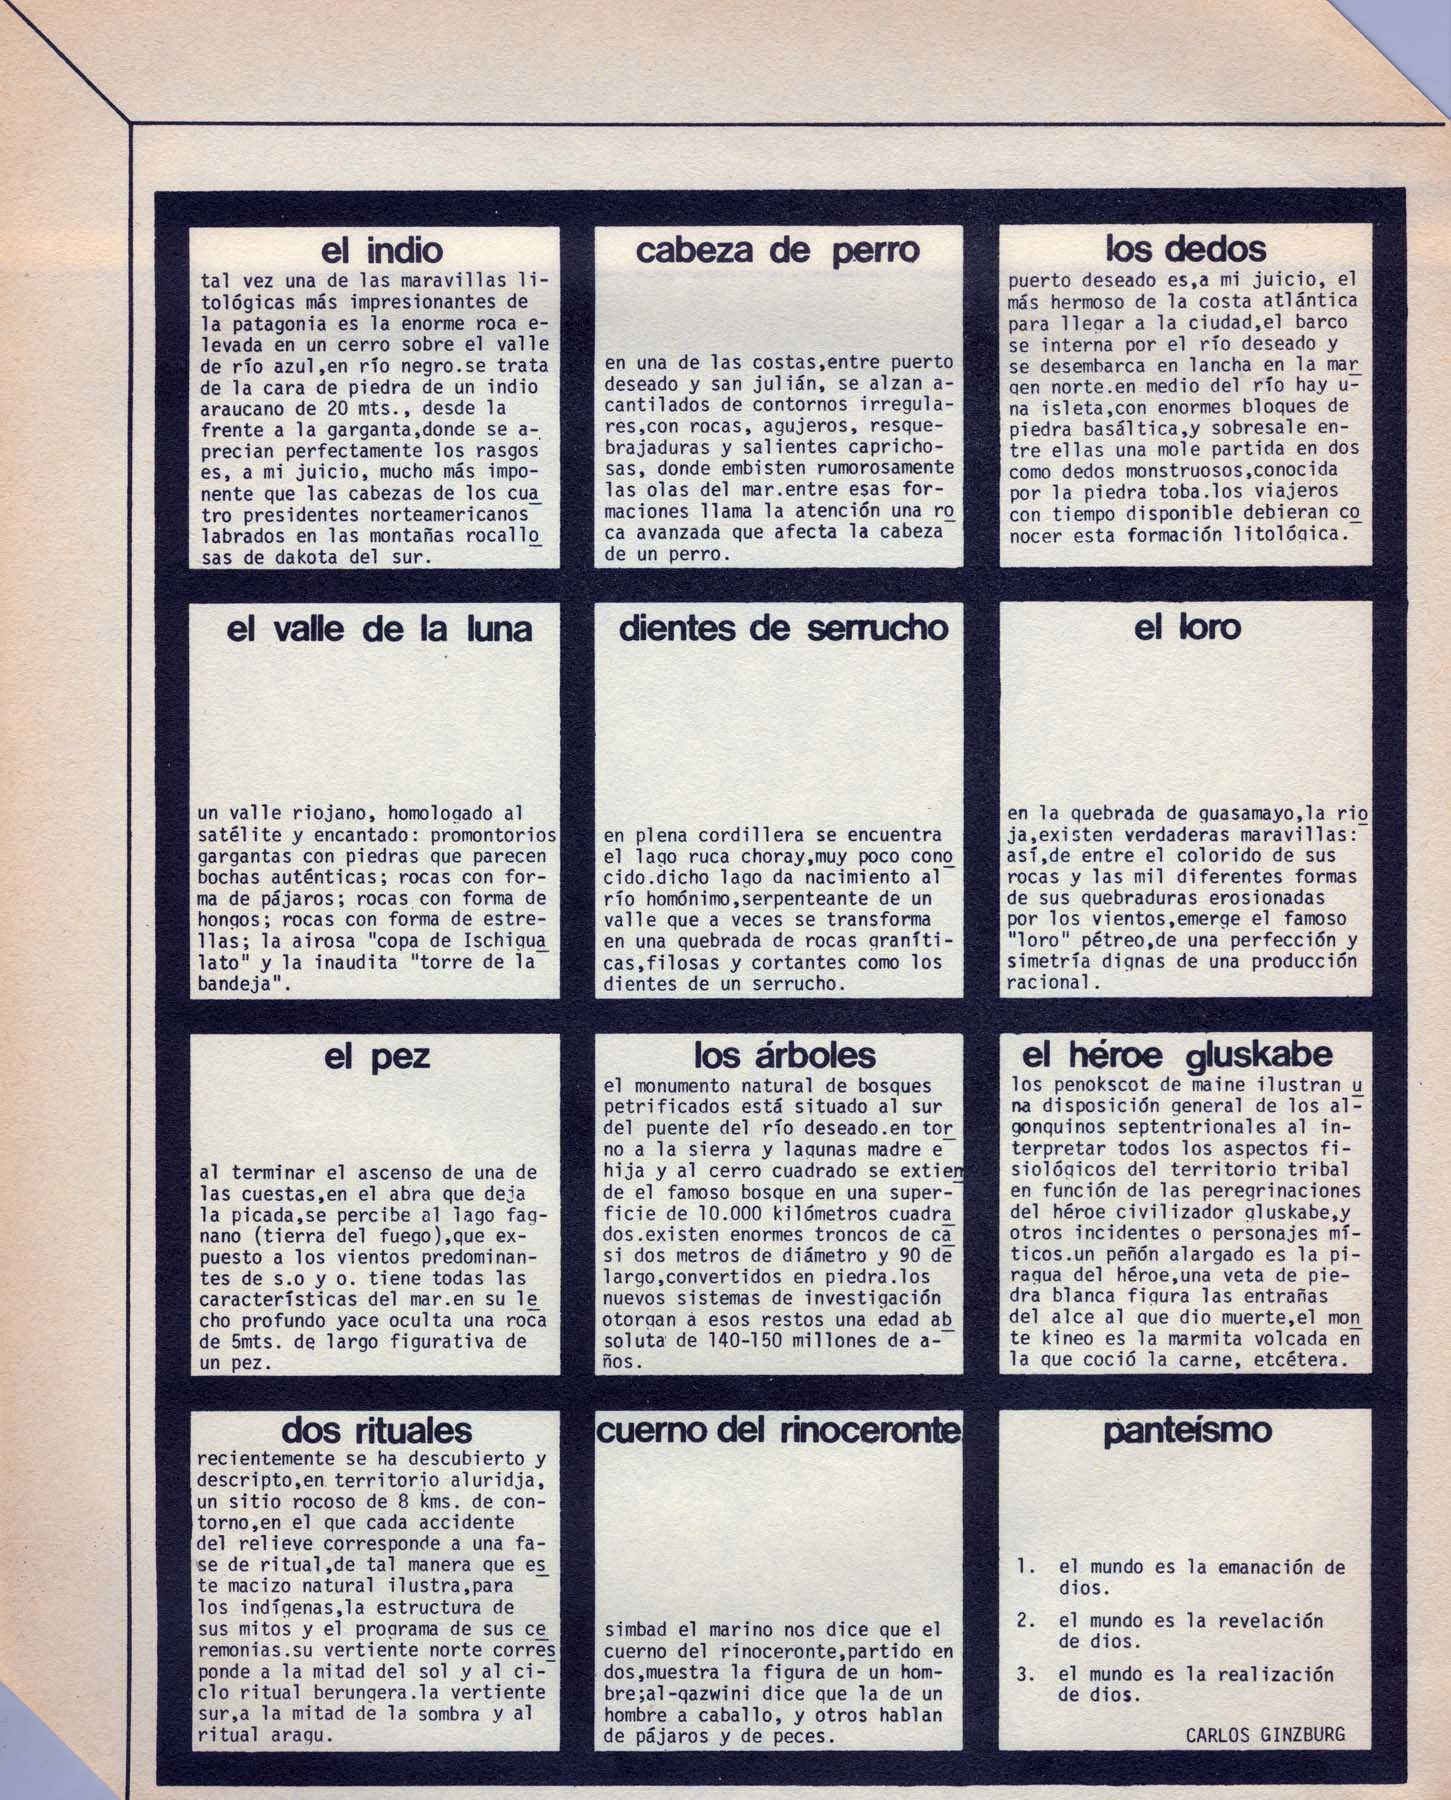 el indio
tal vez una de las maravillas li-
tológicas más impresionantes de
la patagonia es la enorme roca e-
levada en un cerro sobre el valle
de río azul,en río negro.se trata
de la cara de piedra de un indio
araucano de 20 mts., desde la
frente a la garganta,donde se a-
precian perfectamente los rasgos
es, a mi juicio, mucho más impo-
nente que las cabezas de los cua
tro presidentes norteamericanos
labrados en las montañas rocallo
sas de dakota del sur.
cabeza de perro
en una de las costas,entre puerto
deseado y san julián, se alzan a-
cantilados de contornos irregula-
res,con rocas, agujeros, resque-
brajaduras y salientes capricho-
sas, donde embisten rumorosamente
las olas del mar.entre esas for-
maciones llama la atención una ro
ca avanzada que afecta la cabeza
de un perro.
los dedos
puerto deseado es,a mi juicio, el
más hermoso de la costa atlántica
para llegar a la ciudad,el barco
se interna por el río deseado y
se desembarca en lancha en la mar
gen norte.en medio del río hay u-
na isleta,con enormes bloques de
piedra basáltica,y sobresale en-
tre ellas una mole partida en dos
como dedos monstruosos,conocida
por la piedra toba.los viajeros
con tiempo disponible debieran co
nocer esta formación litológica.
el valle de la luna
un valle riojano, homologado al
satélite y encantado: promontorios
gargantas con piedras que parecen
bochas auténticas; rocas con for-
ma de pájaros; rocas con forma de
hongos; rocas con forma de estre-
llas; la airosa "copa de Ischigua
lato" y la inaudita "torre de la
bandeja".
dientes de serrucho
en plena cordillera se encuentra
el lago ruca choray,muy poco cono
cido.dicho lago da nacimiento al
río homónimo,serpenteante de un
valle que a veces se transforma
en una quebrada de rocas graníti-
cas,filosas y cortantes como los
dientes de un serrucho.
el loro
en la quebrada de guasamayo,la rio
ja,existen verdaderas maravillas:
así,de entre el colorido de sus
rocas y las mil diferentes formas
de sus quebraduras erosionadas
por los vientos,emerge el famoso
"loro" pétreo,de una perfección y
simetría dignas de una producción
racional.
el pez
al terminar el ascenso de una de
las cuestas,en el abra que deja
la picada,se percibe al lago fag-
nano (tierra del fuego),que ex-
puesto a los vientos predominan-
tes de s.o y o. tiene todas las
características del mar.en su le
cho profundo yace oculta una roca
de 5mts. de largo figurativa de
un pez.
los árboles
el monumento natural de bosques
petrificados está situado al sur
del puente del río deseado.en tor
no a la sierra y lagunas madre e
hija y al cerro cuadrado se extien
de el famoso bosque en una super-
ficie de 10.000 kilómetros cuadra
dos.existen enormes troncos de ca
si dos metros de diámetro y 90 de
largo,convertidos en piedra.los
nuevos sistemas de investigación
otorgan a esos restos una edad ab
soluta de 140-150 millones de a-
ños.
el héroe gluskabe
los penokscot de maine ilustran u
na disposición general de los al-
gonquinos septentrionales al in-
terpretar todos los aspectos fi-
siológicos del territorio tribal
en función de las peregrinaciones
del héroe civilizador gluskabe,y
otros incidentes o personajes mí-
ticos.un peñón alargado es la pi-
ragua del héroe,una veta de pie-
dra blanca figura las entrañas
del alce al que dio muerte,el mon
te kineo es la marmita volcada en
la que coció la carne, etcétera.
dos rituales
recientemente se ha descubierto y
descripto,en territorio aluridja,
un sitio rocoso de 8 kms. de con-
torno,en el que cada accidente
del relieve corresponde a una fa-
se de ritual,de tal manera que es
te macizo natural ilustra,para
los indígenas,la estructura de
sus mitos y el programa de sus ce
remonias.su vertiente norte corres
ponde a la mitad del sol y al ci-
clo ritual berungera.la vertiente
sur,a la mitad de la sombra y al
ritual aragu.
cuerno del rinoceronte
simbad el marino nos dice que el
cuerno del rinoceronte,partido en
dos,muestra la figura de un hom-
bre;al-qazwini dice que la de un
hombre a caballo, y otros hablan
de pájaros y de peces.
panteísmo
1. el mundo es la emanación de
dios.
2. el mundo es la revelación
de dios.
3. el mundo es la realización
de dios.
CARLOS GINZBURG